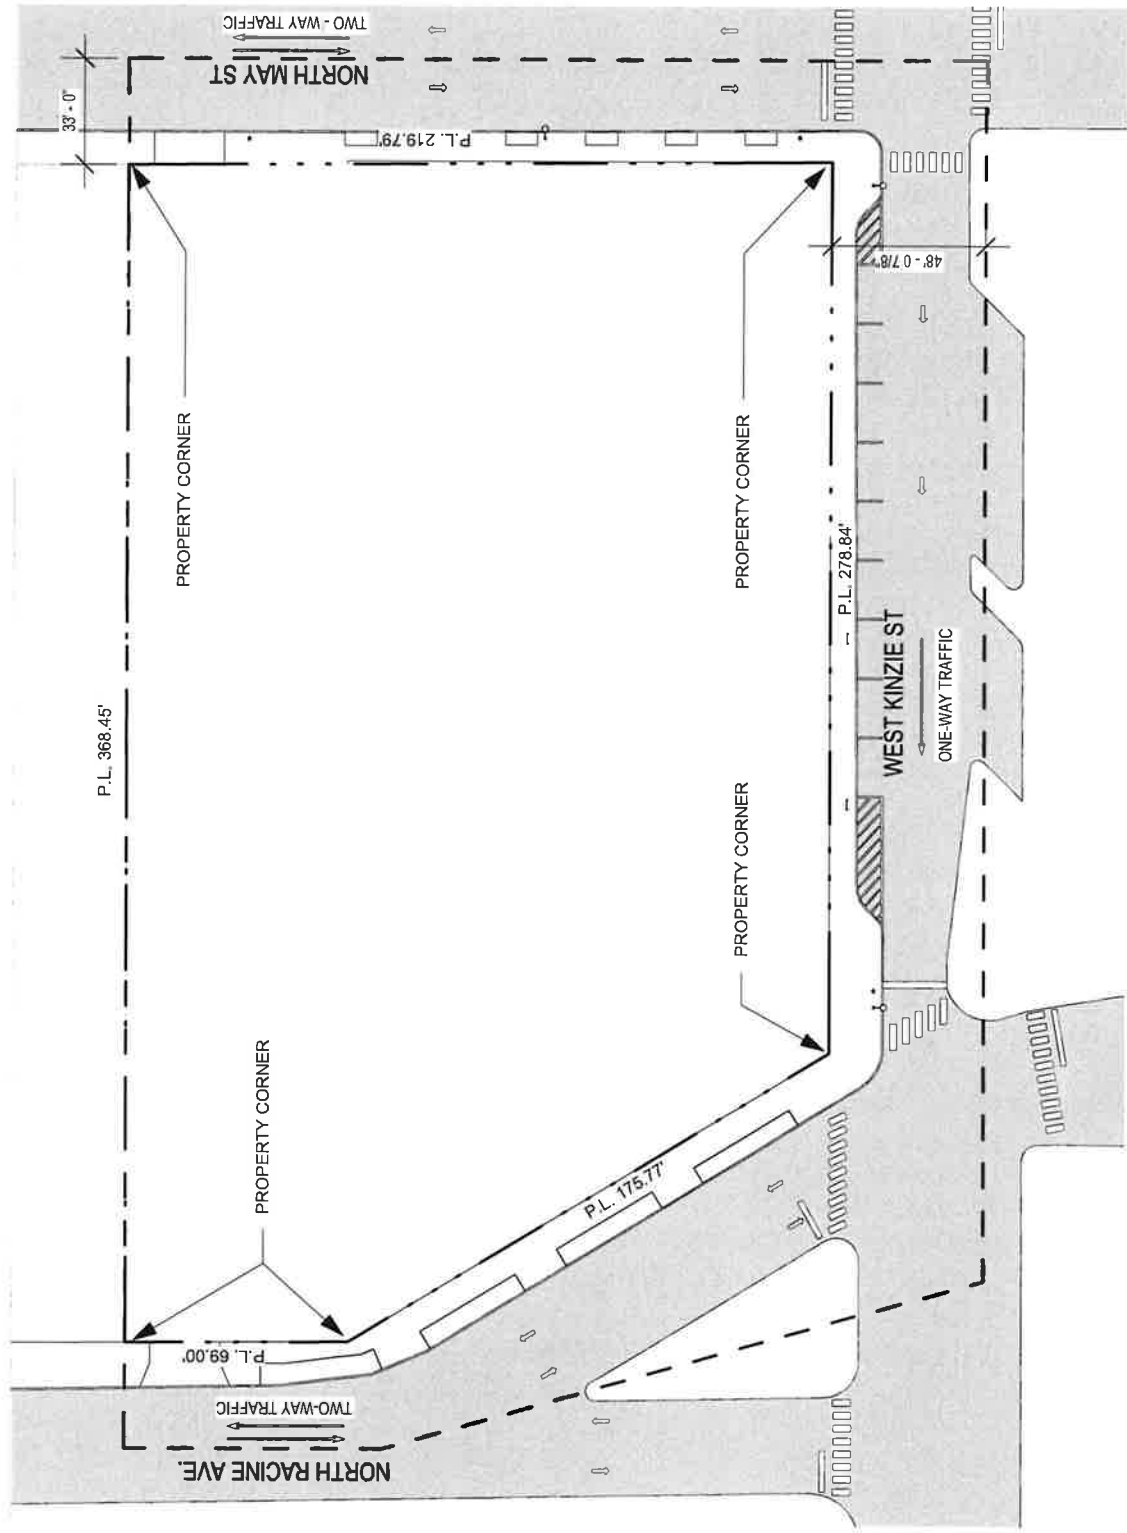 TWO - WAY TRAFFIC
NORTH MAY ST
33' - 0"
P.L. 219.79'
PROPERTY CORNER
PROPERTY CORNER
48' - 0 7/8"
P.L. 368.45'
P.L. 278.84'
WEST KINZIE ST
ONE-WAY TRAFFIC
PROPERTY CORNER
PROPERTY CORNER
P.L. 175.77'
P.L. 69.00'
TWO-WAY TRAFFIC
NORTH RACINE AVE.